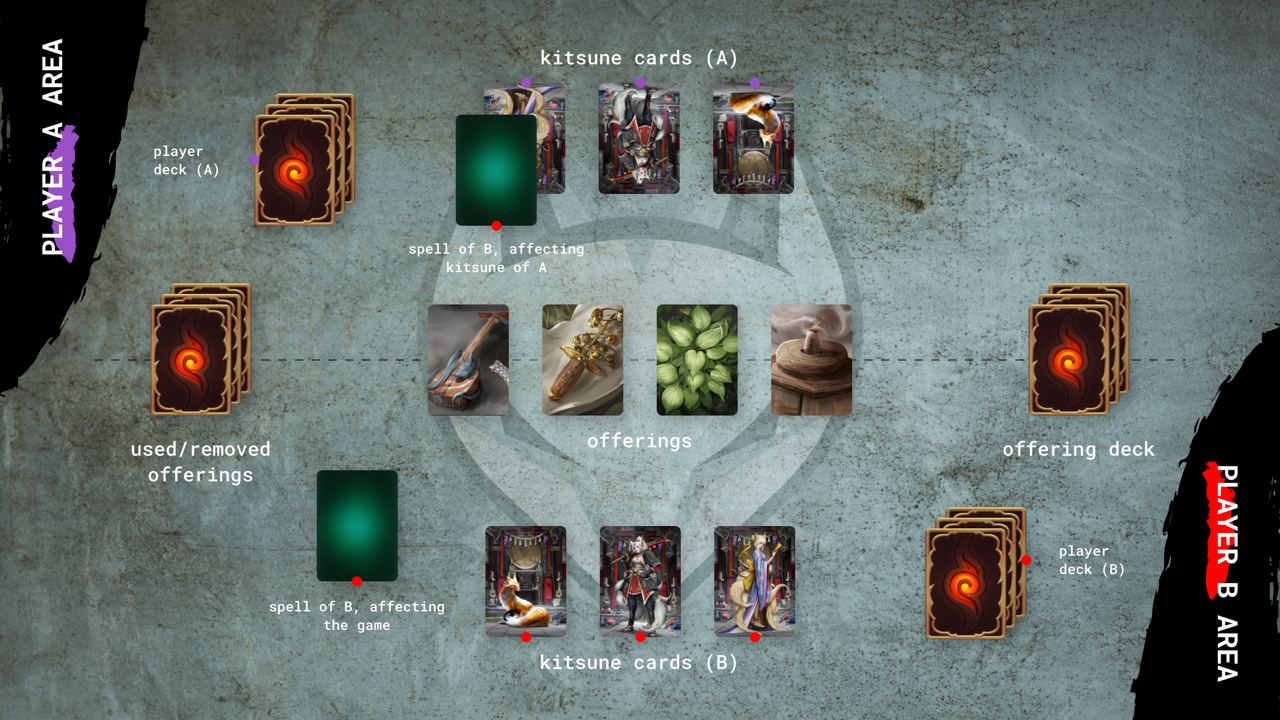 PLAYER A AREA
kitsune cards (A)
player
deck (A)
spell of B, affecting
kitsune of A
offerings
used/removed
offerings
offering deck
spell of B, affecting
the game
player
deck (B)
kitsune cards (B)
PLAYER B AREA